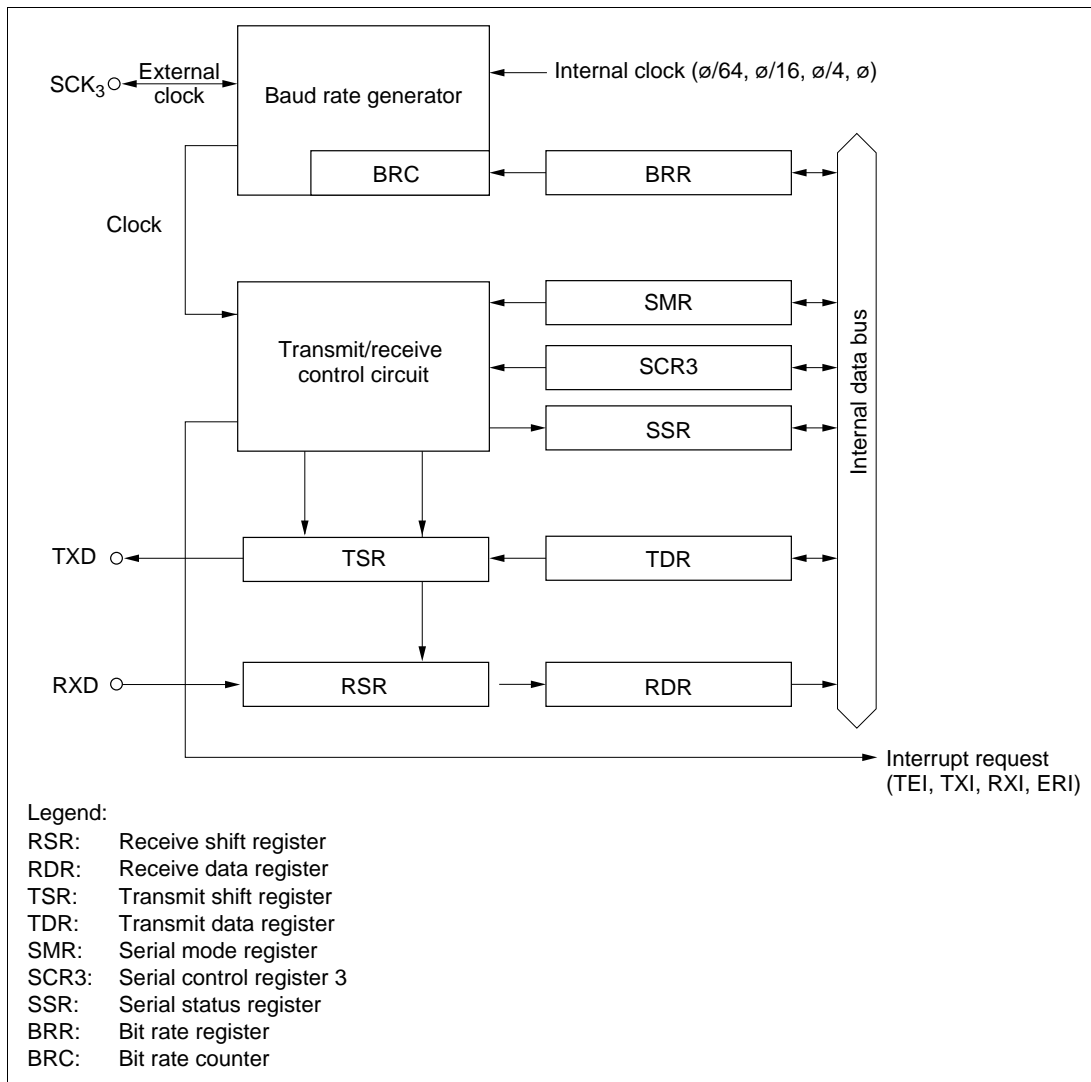 SCK3
External
clock
Baud rate generator
Internal clock (ø/64, ø/16, ø/4, ø)
BRC
BRR
Clock
Transmit/receive
control circuit
SMR
SCR3
SSR
Internal data bus
TXD
TSR
TDR
RXD
RSR
RDR
Interrupt request
(TEI, TXI, RXI, ERI)
Legend:
RSR: Receive shift register
RDR: Receive data register
TSR: Transmit shift register
TDR: Transmit data register
SMR: Serial mode register
SCR3: Serial control register 3
SSR: Serial status register
BRR: Bit rate register
BRC: Bit rate counter